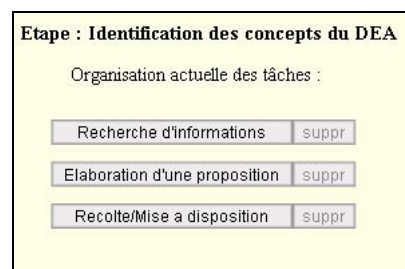 Etape : Identification des concepts du DEA
Organisation actuelle des tâches :
Recherche d'informations suppr
Elaboration d'une proposition suppr
Recolte/Mise a disposition suppr